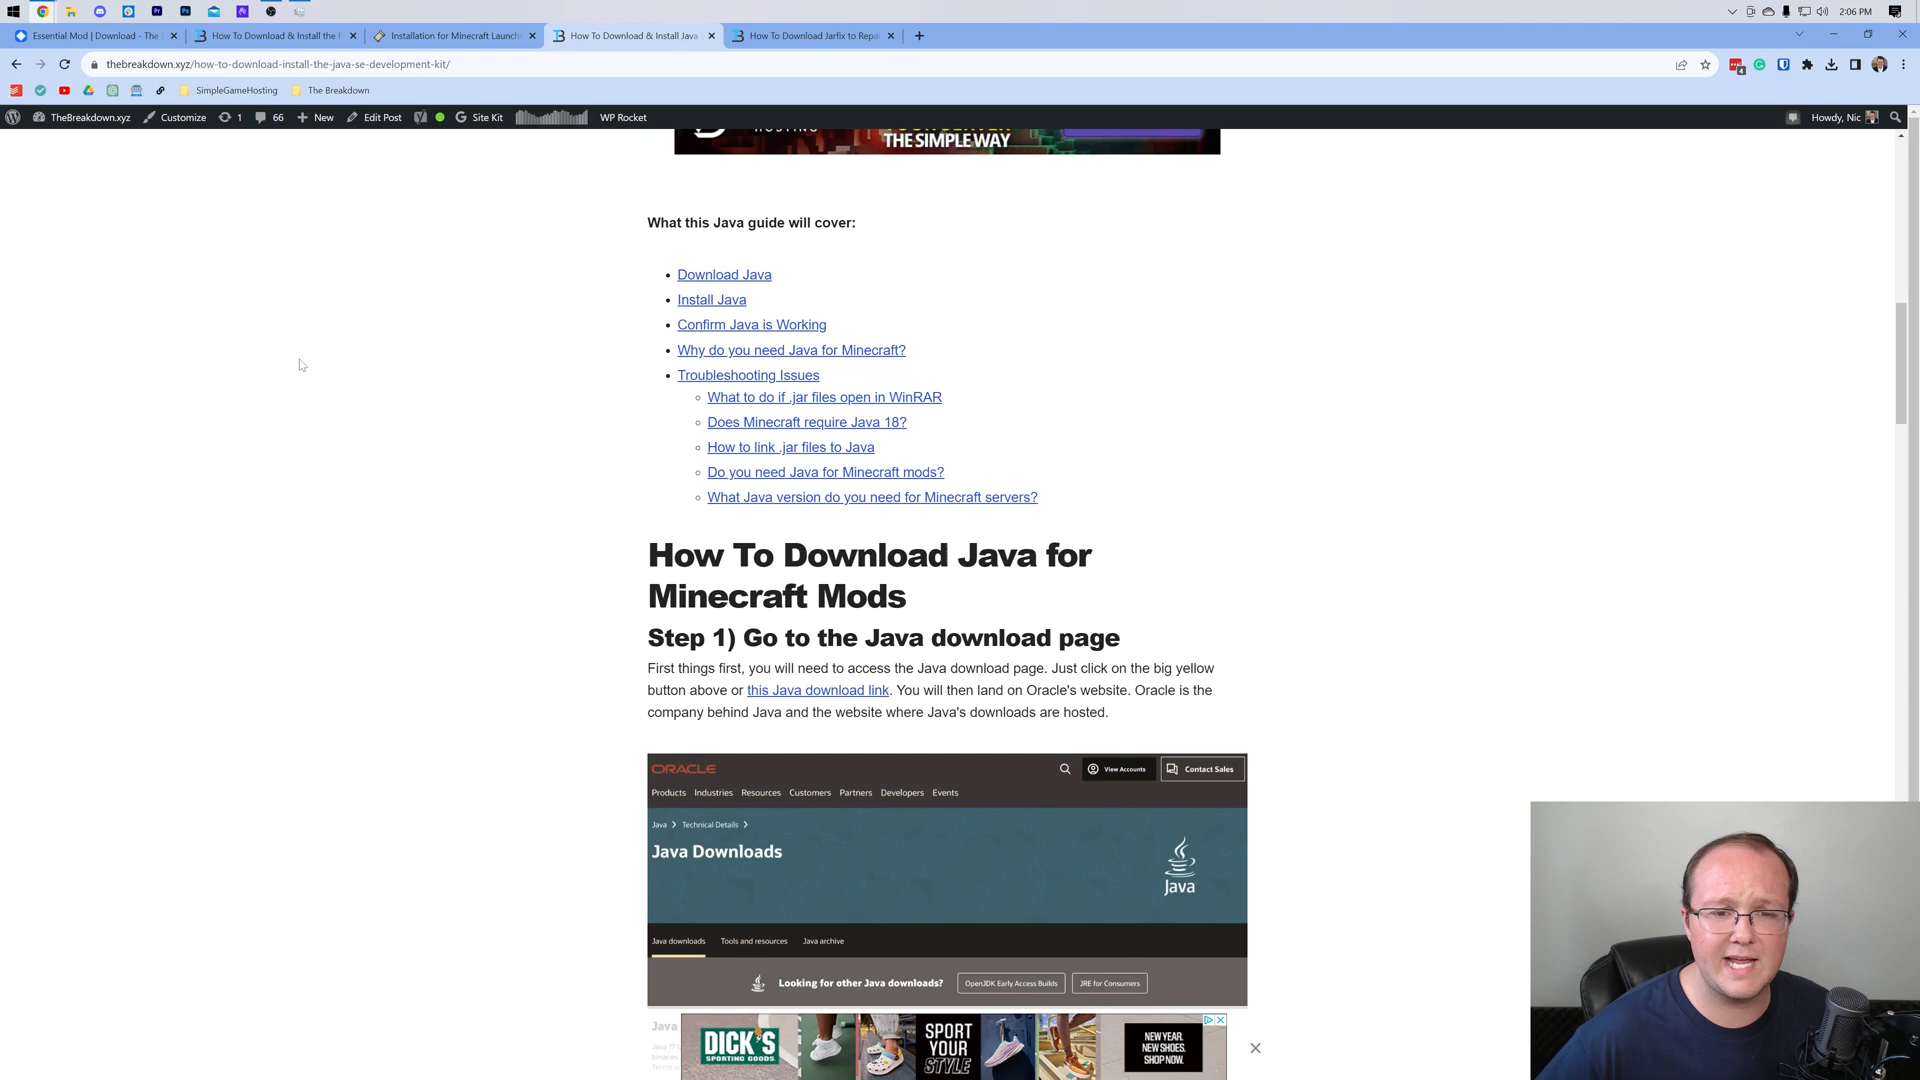 2:06 PM
Essential Mod | Download - The
How To Download & Install the F
Installation for Minecraft Launch
How To Download & Install Java
How To Download Jarfix to Repai
thebreakdown.xyz/how-to-download-install-the-java-se-development-kit/
SimpleGameHosting
The Breakdown
TheBreakdown.xyz
Customize
1
66
New
Edit Post
Site Kit
WP Rocket
Howdy, Nic
THE SIMPLE WAY
What this Java guide will cover:
Download Java
Install Java
Confirm Java is Working
Why do you need Java for Minecraft?
Troubleshooting Issues
What to do if .jar files open in WinRAR
Does Minecraft require Java 18?
How to link .jar files to Java
Do you need Java for Minecraft mods?
What Java version do you need for Minecraft servers?
How To Download Java for
Minecraft Mods
Step 1) Go to the Java download page
First things first, you will need to access the Java download page. Just click on the big yellow
button above or this Java download link. You will then land on Oracle's website. Oracle is the
company behind Java and the website where Java's downloads are hosted.
ORACLE
View Accounts
Contact Sales
Products Industries Resources Customers Partners Developers Events
Java Technical Details
Java Downloads
Java
Java downloads Tools and resources Java archive
Looking for other Java downloads?
OpenJDK Early Access Builds
JRE for Consumers
Java
DICK'S
SPORTING GOODS.
SPORT
YOUR
STYLE
NEW YEAR.
NEW SHOES.
SHOP NOW.